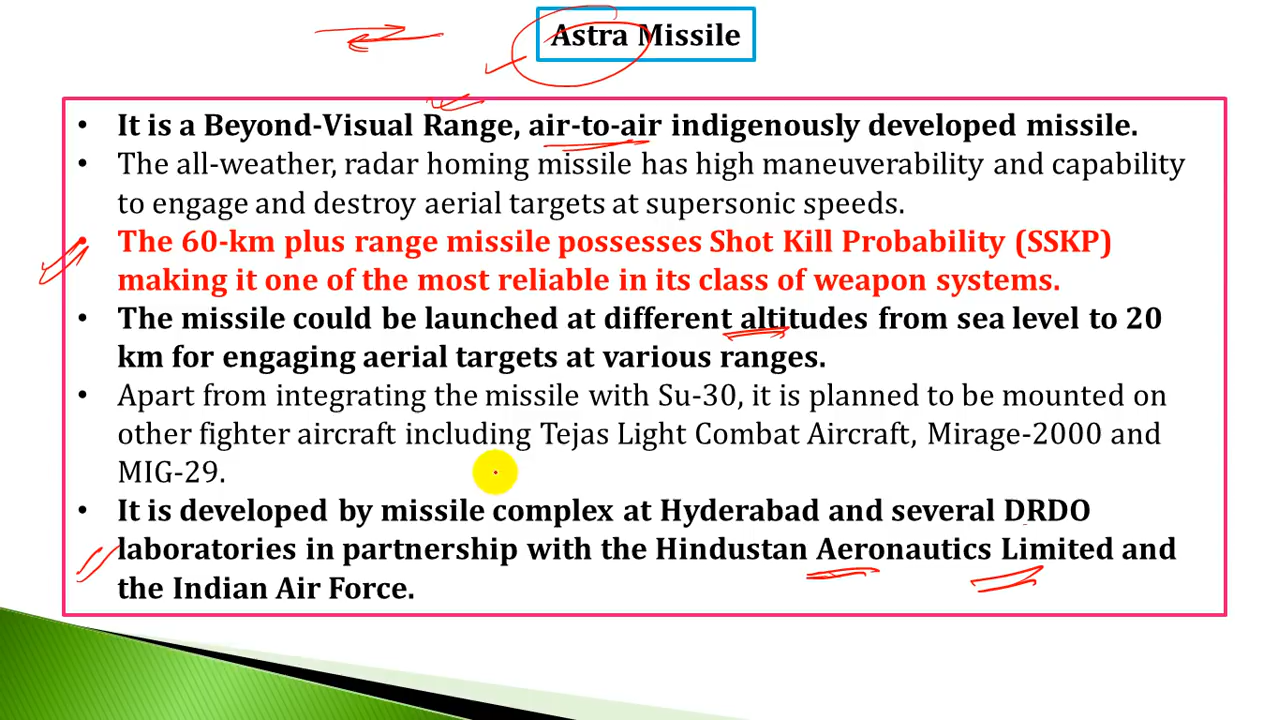 Astra Missile
• It is a Beyond-Visual Range, air-to-air indigenously developed missile.
• The all-weather, radar homing missile has high maneuverability and capability
to engage and destroy aerial targets at supersonic speeds.
• The 60-km plus range missile possesses Shot Kill Probability (SSKP)
making it one of the most reliable in its class of weapon systems.
• The missile could be launched at different altitudes from sea level to 20
km for engaging aerial targets at various ranges.
• Apart from integrating the missile with Su-30, it is planned to be mounted on
other fighter aircraft including Tejas Light Combat Aircraft, Mirage-2000 and
MIG-29.
• It is developed by missile complex at Hyderabad and several DRDO
laboratories in partnership with the Hindustan Aeronautics Limited and
the Indian Air Force.